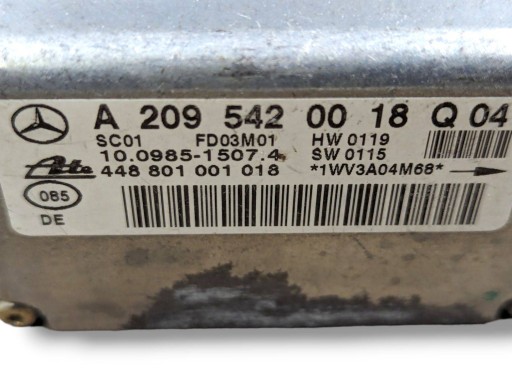 A 209 542 00 18 Q 04
SC01 FD03M01 HW 0119
10.0985-1507.4 SW 0115
Ate 448 801 001 018 *1WV3A04M68*
085
DE